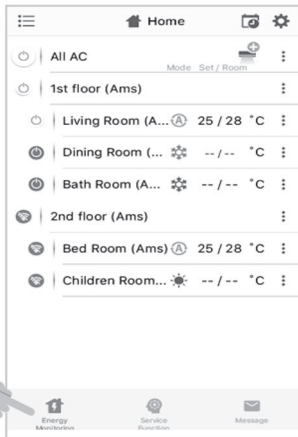 Home
All AC
Mode Set / Room
1st floor (Ams)
Living Room (A... A 25 / 28 °C
Dining Room (... -- / -- °C
Bath Room (A... -- / -- °C
2nd floor (Ams)
Bed Room (Ams) A 25 / 28 °C
Children Room... -- / -- °C
Energy Monitoring
Service Function
Message